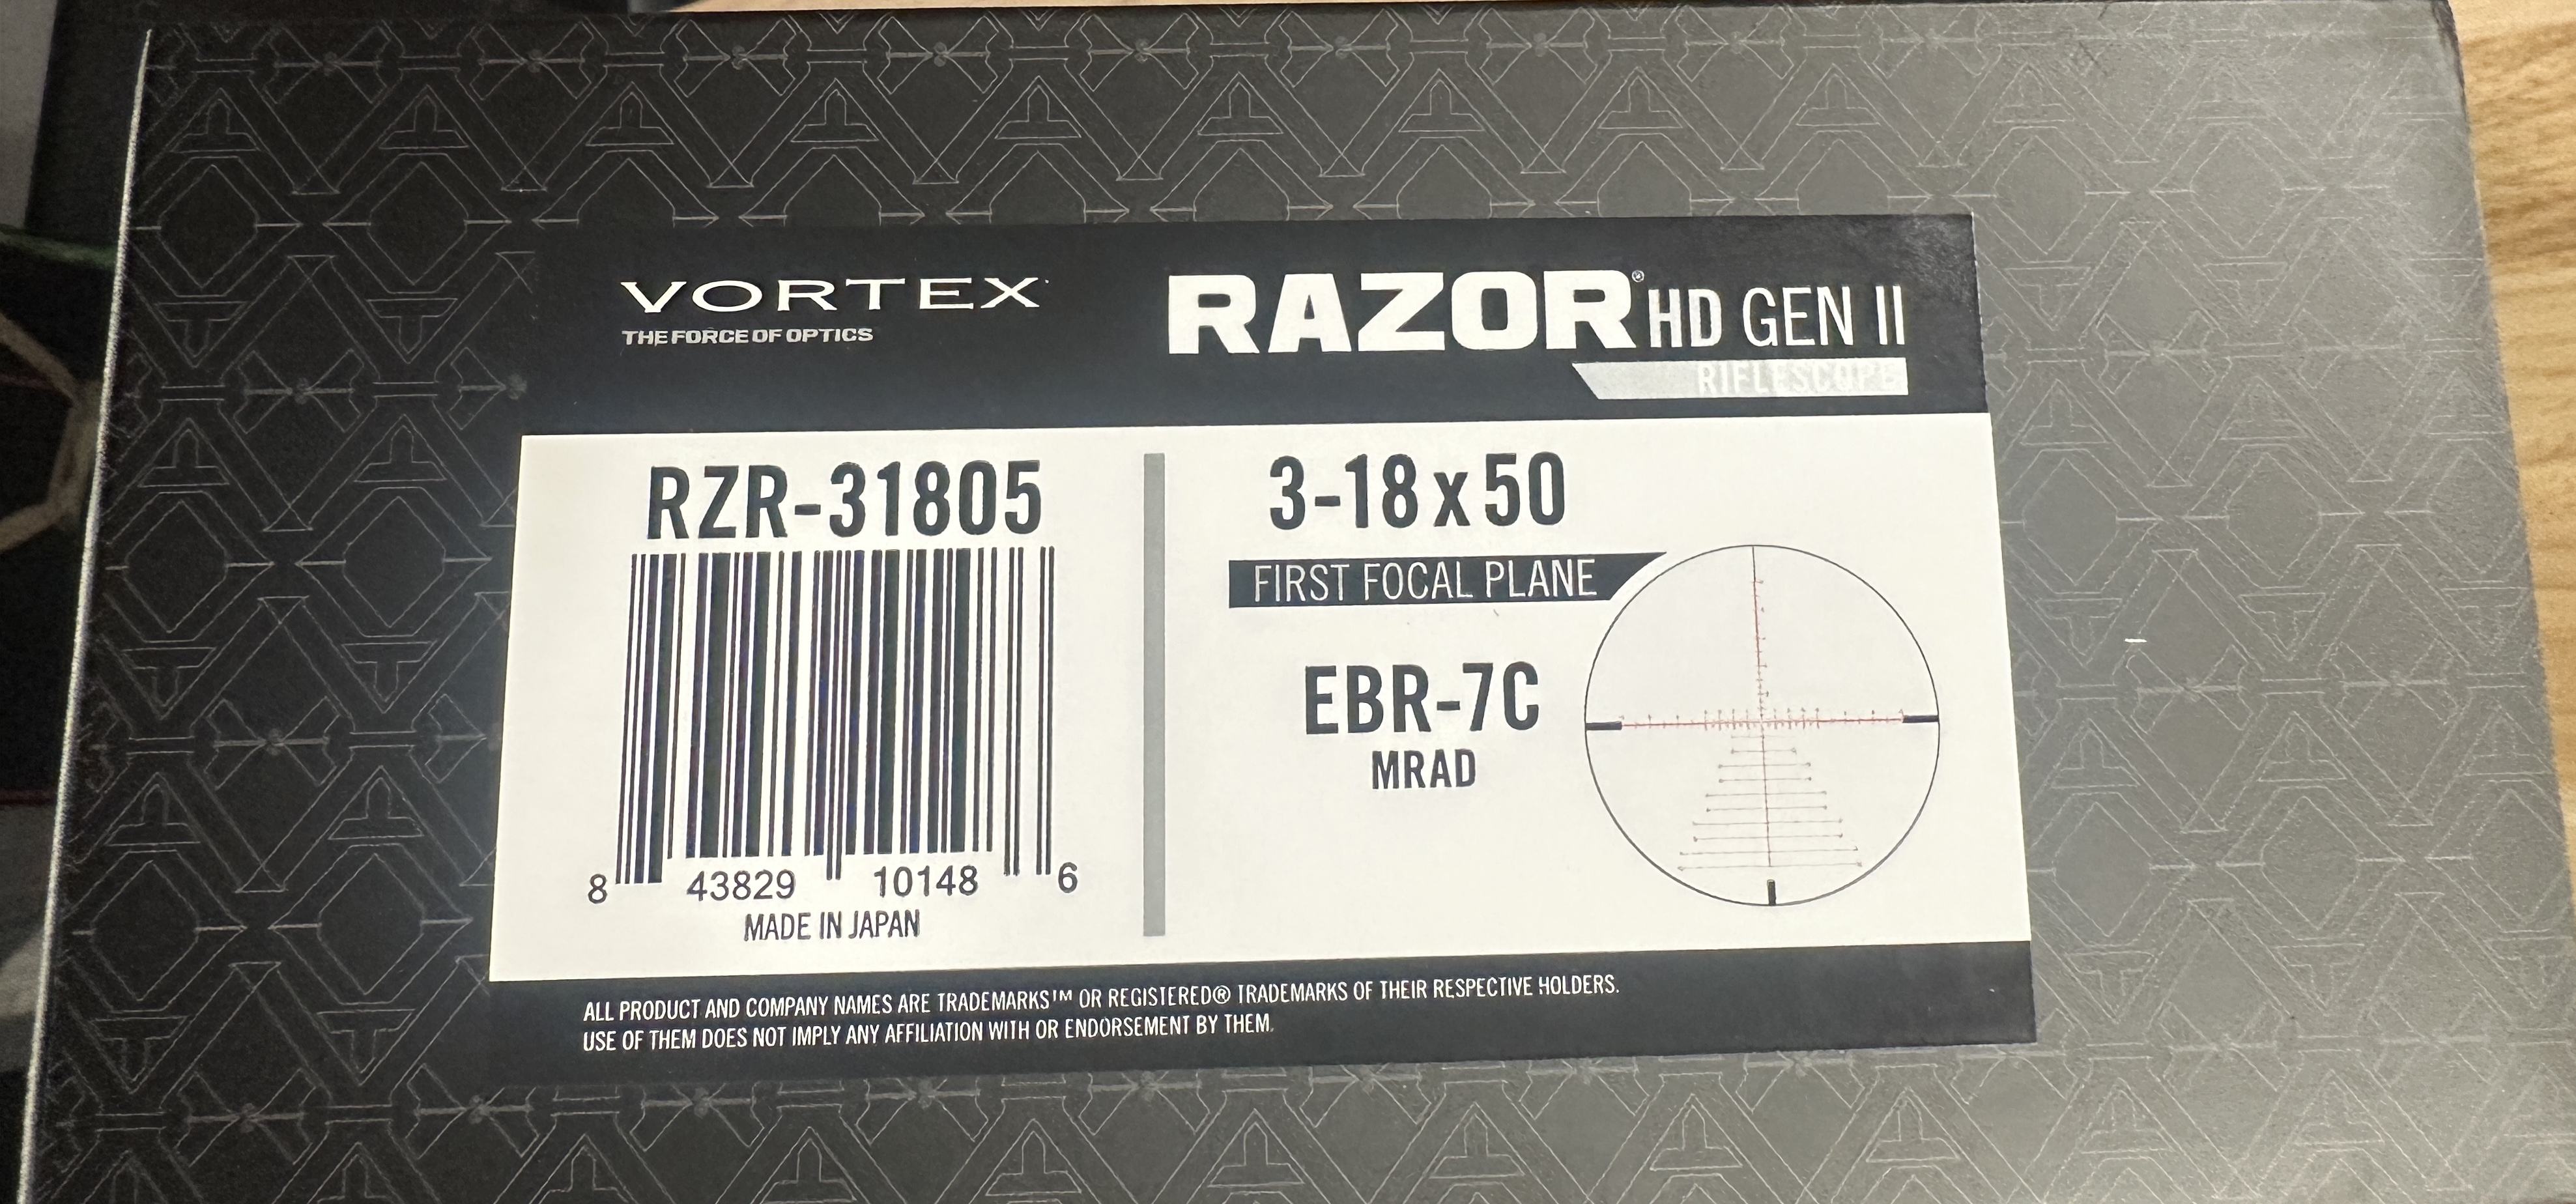 VORTEX
THE FORCE OF OPTICS
RAZOR® HD GEN II
RIFLESCOPE
RZR-31805
8 43829 10148 6
MADE IN JAPAN
3-18x50
FIRST FOCAL PLANE
EBR-7C
MRAD
ALL PRODUCT AND COMPANY NAMES ARE TRADEMARKS™ OR REGISTERED® TRADEMARKS OF THEIR RESPECTIVE HOLDERS.
USE OF THEM DOES NOT IMPLY ANY AFFILIATION WITH OR ENDORSEMENT BY THEM.